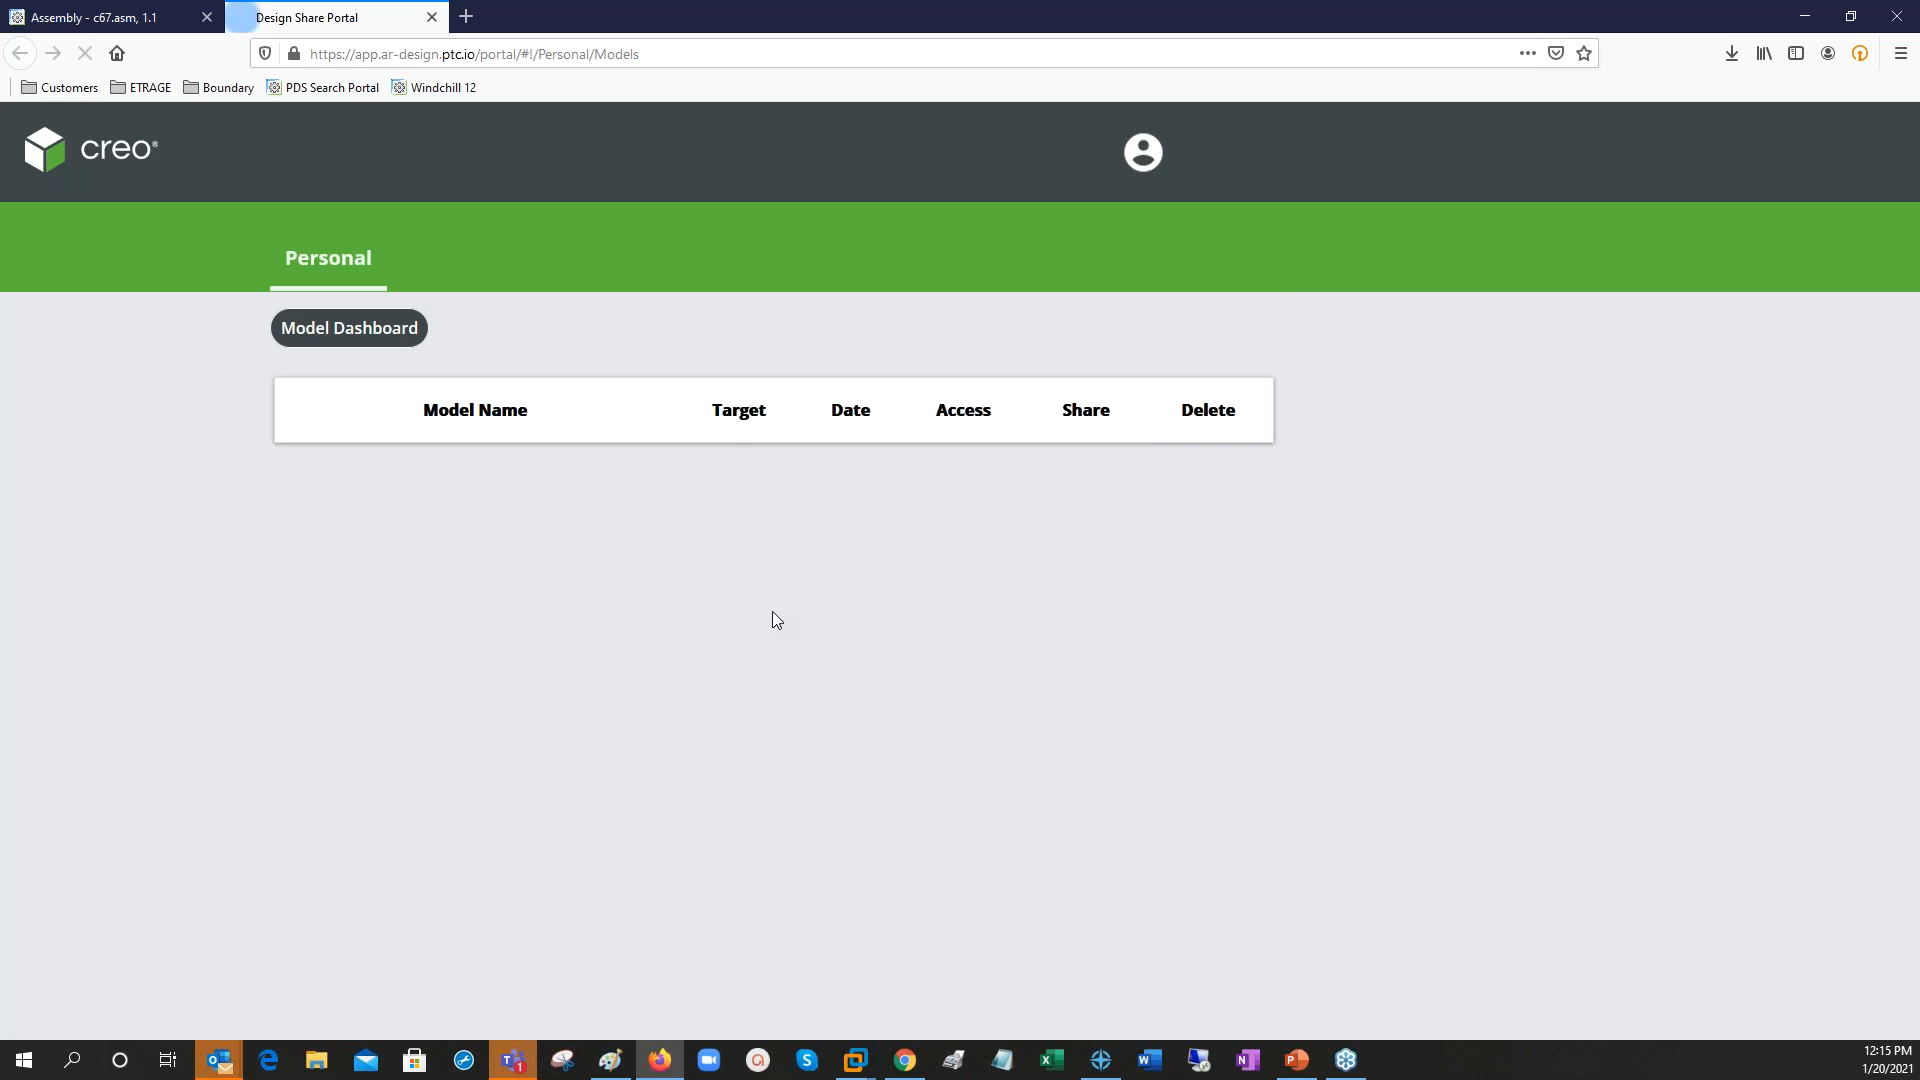 Assembly - c67.asm, 1.1
Design Share Portal
https://app.ar-design.ptc.io/portal/#!/Personal/Models
Customers ETRAGE Boundary PDS Search Portal Windchill 12
creo®
Personal
Model Dashboard
Model Name Target Date Access Share Delete
12:15 PM
1/20/2021